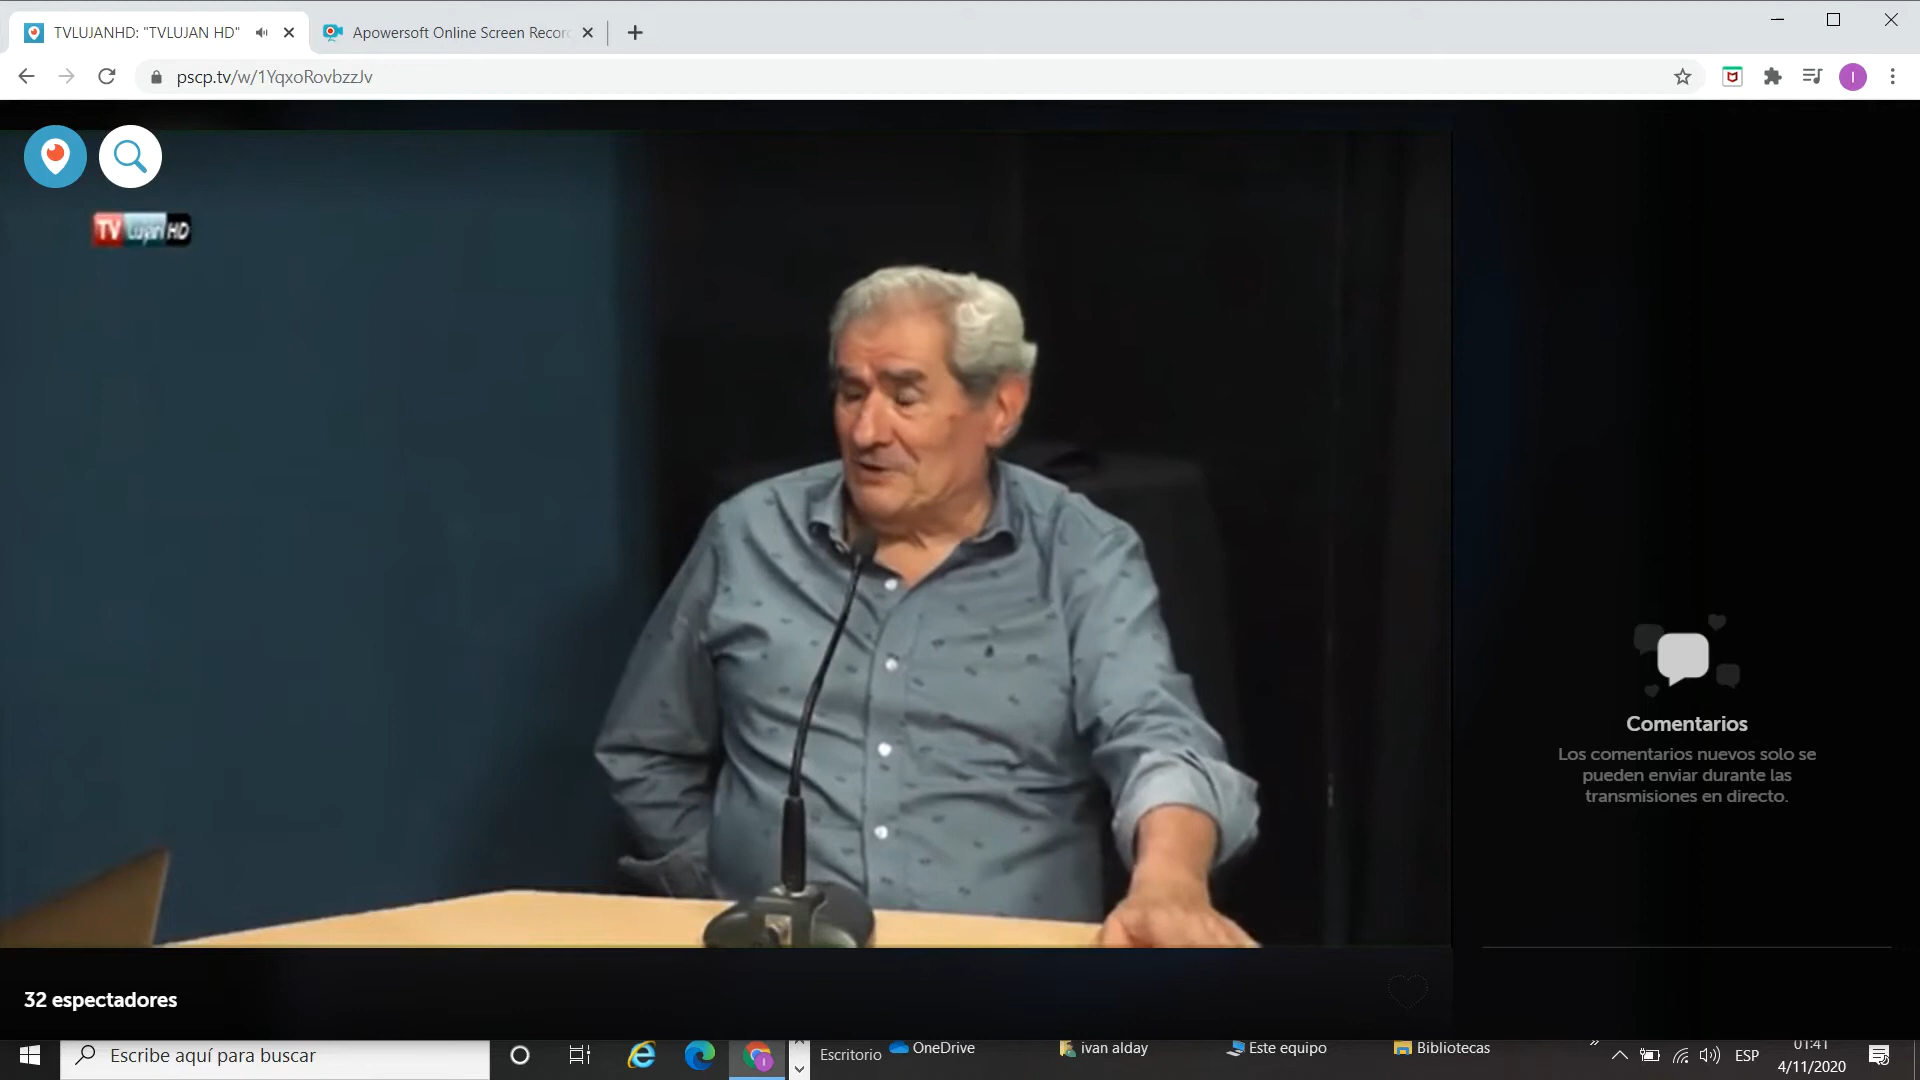 TVLUJANHD: "TVLUJAN HD"
Apowersoft Online Screen Recor
pscp.tv/w/1YqxoRovbzzJv
TV Luján HD
Comentarios
Los comentarios nuevos solo se
pueden enviar durante las
transmisiones en directo.
32 espectadores
Escribe aquí para buscar
Escritorio
OneDrive
ivan alday
Este equipo
Bibliotecas
ESP
01:41
4/11/2020